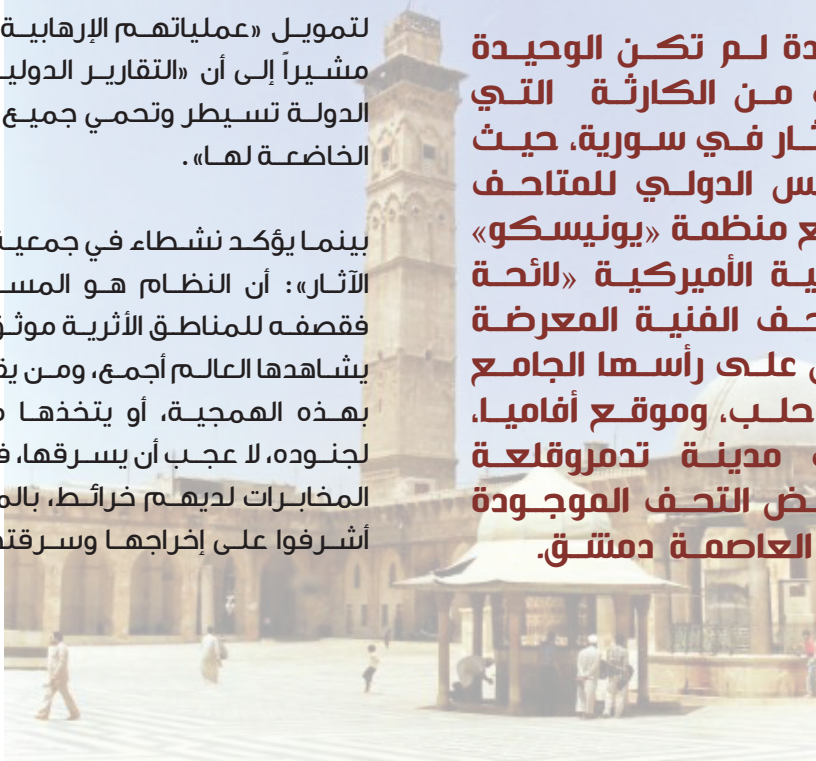 دة لم تكن الوحيدة
من الكارثة التي
ثار في سورية، حيث
س الدولي للمتاحف
ع منظمة «يونيسكو»
ية الأميركية «لائحة
حف الفنية المعرضة
على رأسها الجامع
حلب، وموقع أفاميا،
مدينة تدمروقلعة
ض التحف الموجودة
العاصمة دمشق.
لتمويل «عملياتهم الإرهابية
مشيراً إلى أن «التقارير الدولي
الدولة تسيطر وتحمي جميع
الخاضعة لها».
بينما يؤكد نشطاء في جمعية
الآثار»: أن النظام هو المس
فقصفه للمناطق الأثرية موثق
يشاهدها العالم أجمع، ومن يق
بهذه الهمجية، أو يتخذها م
لجنوده، لا عجب أن يسرقها، ف
المخابرات لديهم خرائط، بالم
أشرفوا على إخراجها وسرقته